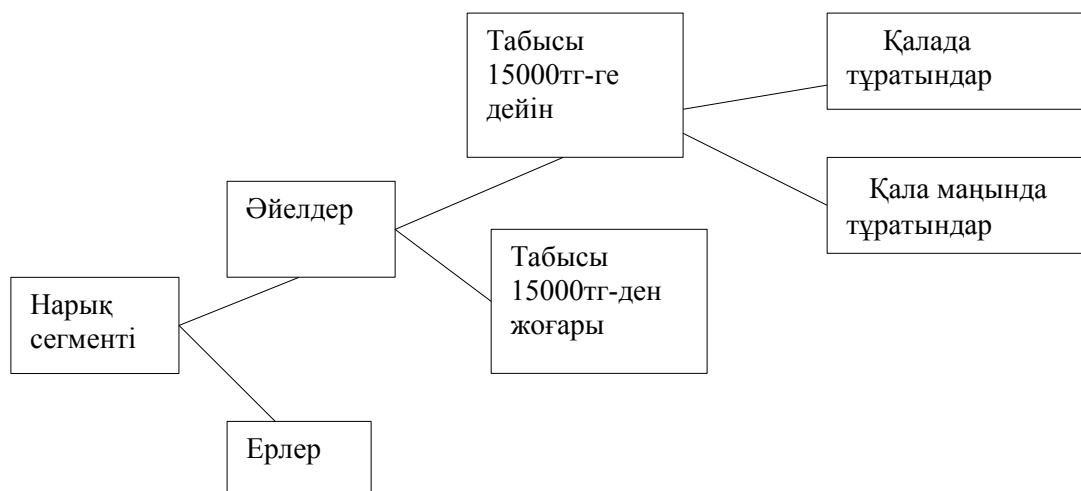 Нарық
сегменті
Әйелдер
Ерлер
Табысы
15000тг-ге
дейін
Табысы
15000тг-ден
жоғары
Қалада
тұратындар
Қала маңында
тұратындар